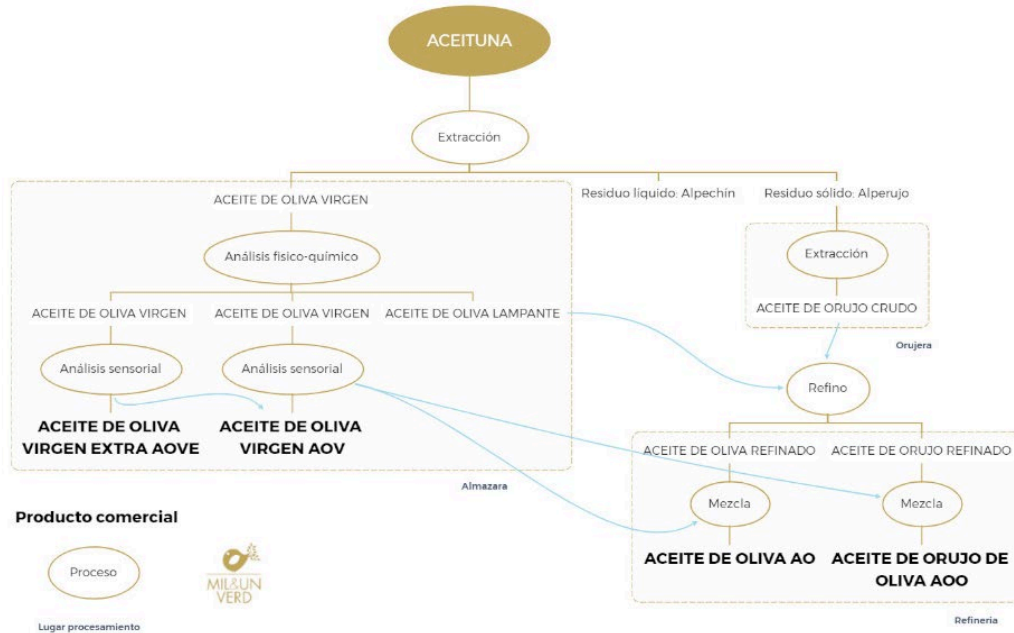 ACEITUNA
Extracción
ACEITE DE OLIVA VIRGEN
Residuo líquido: Alpechín
Residuo sólido: Alperujo
Análisis físico-químico
Extracción
ACEITE DE OLIVA VIRGEN
ACEITE DE OLIVA VIRGEN
ACEITE DE OLIVA LAMPANTE
ACEITE DE ORUJO CRUDO
Orujera
Análisis sensorial
Análisis sensorial
Refino
ACEITE DE OLIVA
VIRGEN EXTRA AOVE
ACEITE DE OLIVA
VIRGEN AOV
Almazara
ACEITE DE OLIVA REFINADO
ACEITE DE ORUJO REFINADO
Mezcla
Mezcla
ACEITE DE OLIVA AO
ACEITE DE ORUJO DE
OLIVA AOO
Refinería
Producto comercial
Proceso
MIL&UN
VERD
Lugar procesamiento